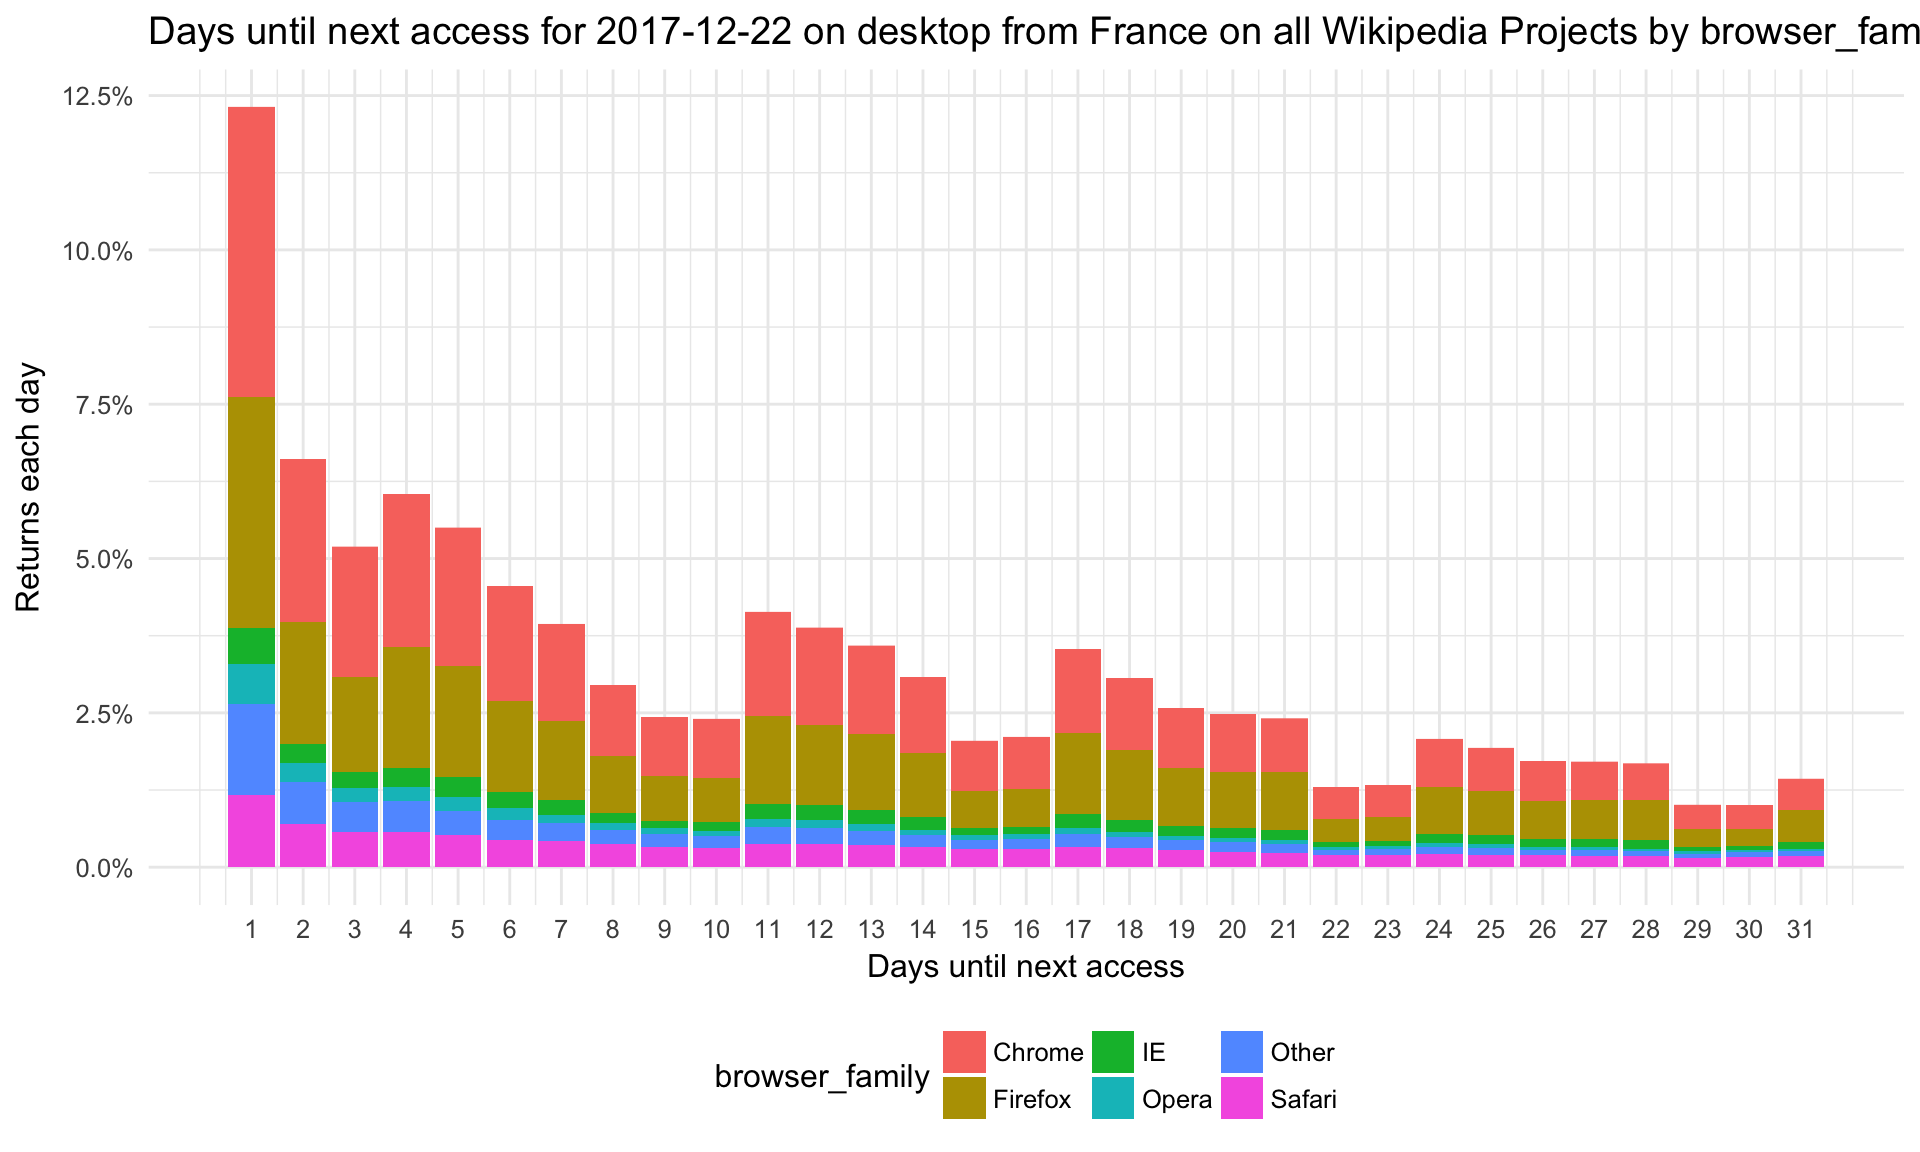 Days until next access for 2017-12-22 on desktop from France on all Wikipedia Projects by browser_fam
12.5%
10.0%
7.5%
5.0%
2.5%
0.0%
Returns each day
1 2 3 4 5 6 7 8 9 10 11 12 13 14 15 16 17 18 19 20 21 22 23 24 25 26 27 28 29 30 31
Days until next access
browser_family
Chrome IE Other
Firefox Opera Safari